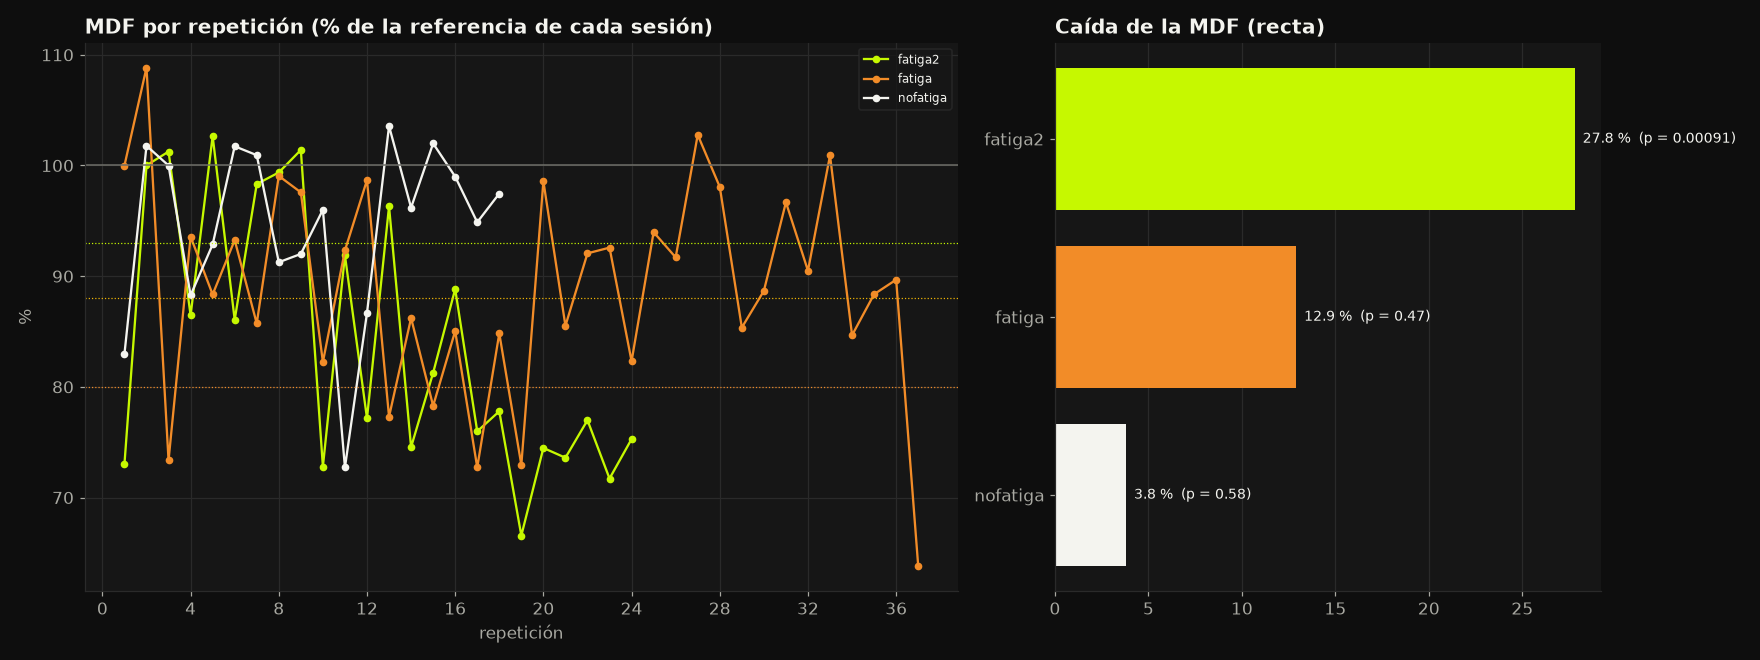 MDF por repetición (% de la referencia de cada sesión)
110
100
90
80
70
%
0 4 8 12 16 20 24 28 32 36
repetición
fatiga2
fatiga
nofatiga
Caída de la MDF (recta)
fatiga2
27.8 % (p = 0.00091)
fatiga
12.9 % (p = 0.47)
nofatiga
3.8 % (p = 0.58)
0 5 10 15 20 25